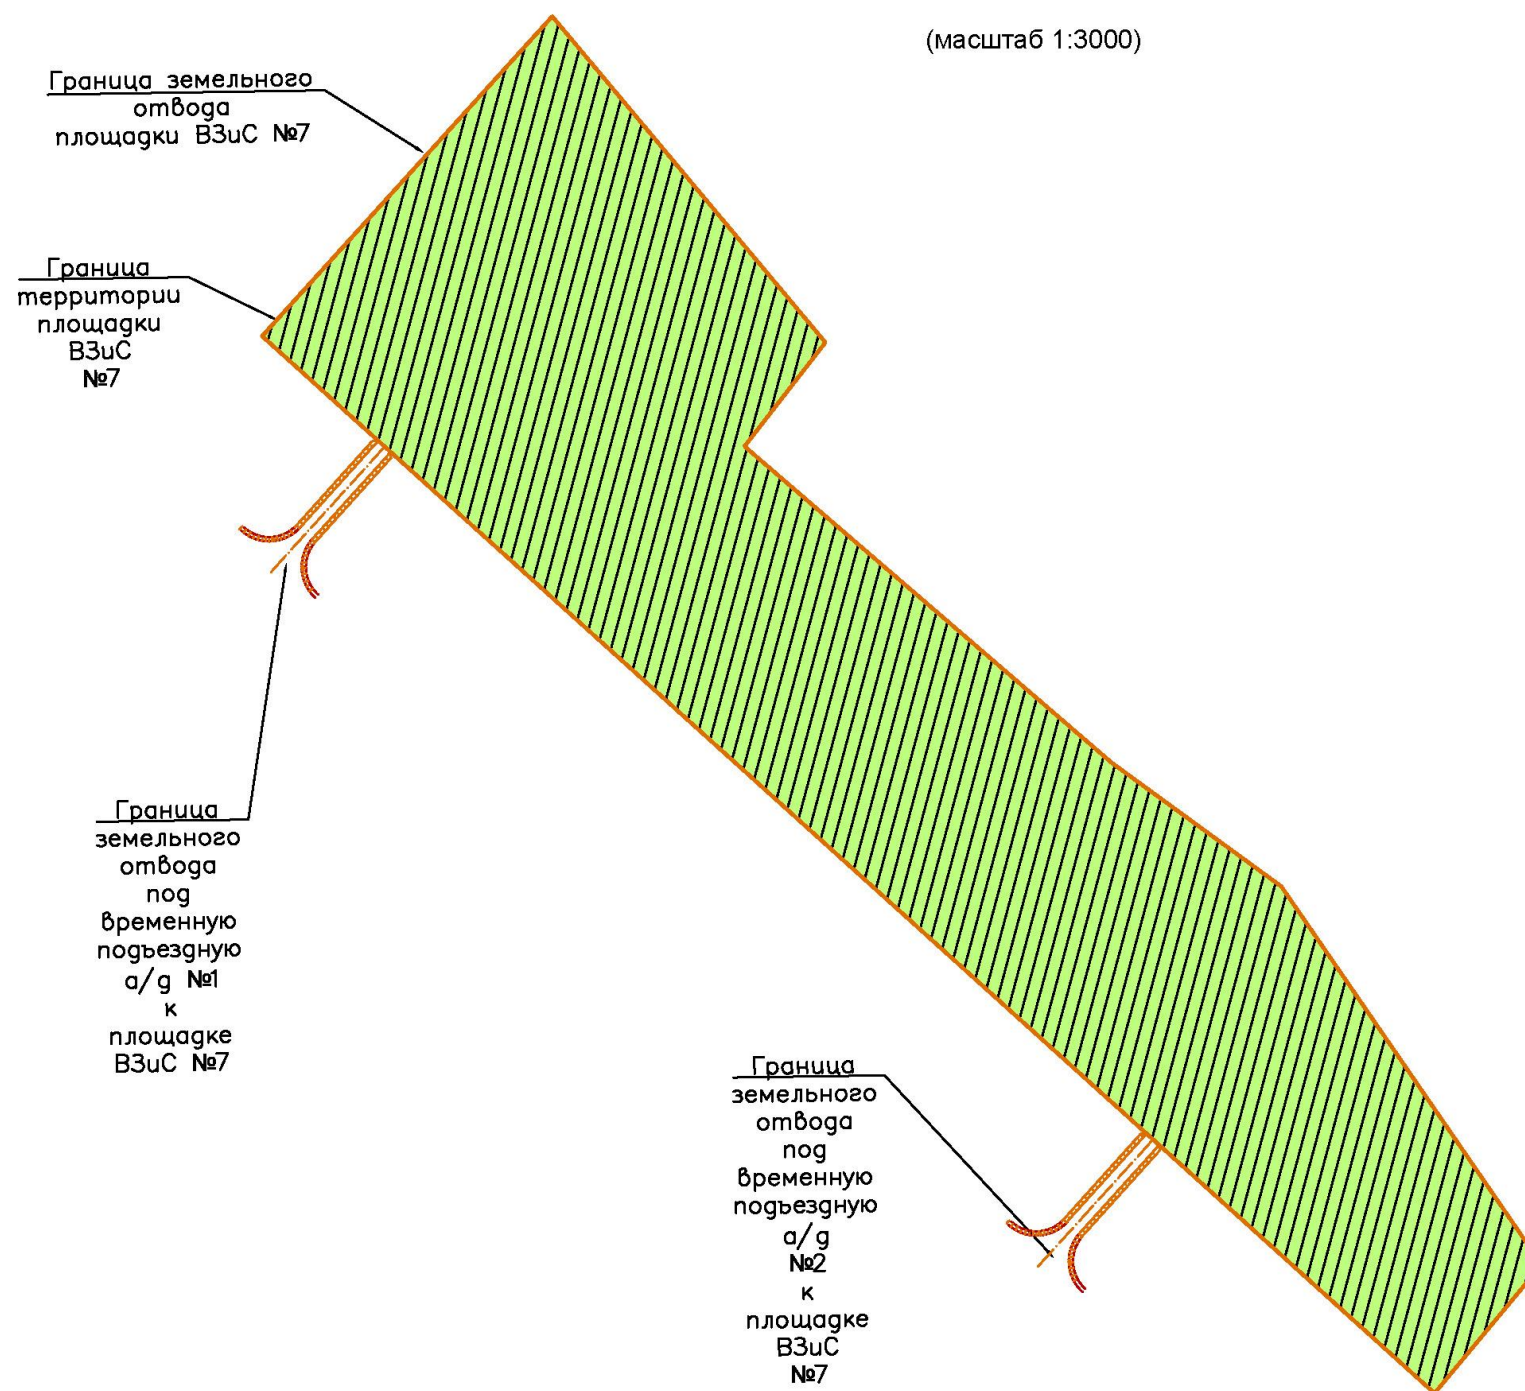 (масштаб 1:3000)
Граница земельного
отвода
площадки ВЗиС №7
Граница
территории
площадки
ВЗиС
№7
Граница
земельного
отвода
под
временную
подъездную
а/д №1
к
площадке
ВЗиС №7
Граница
земельного
отвода
под
временную
подъездную
а/д
№2
к
площадке
ВЗиС
№7